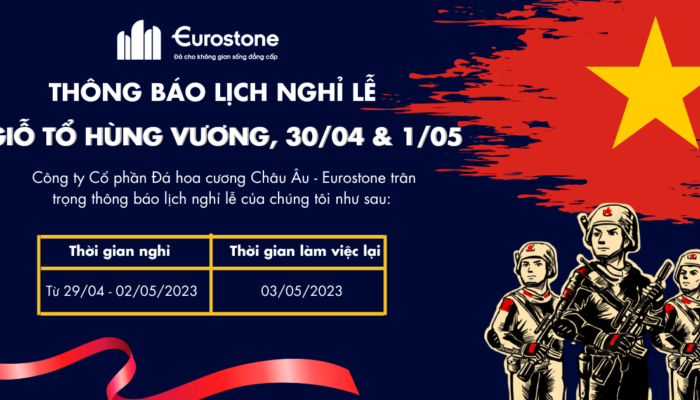 Eurostone
Đá cho không gian sống đẳng cấp
THÔNG BÁO LỊCH NGHỈ LỄ
GIỖ TỔ HÙNG VƯƠNG, 30/04 & 1/05
Công ty Cổ phần Đá hoa cương Châu Âu - Eurostone trân
trọng thông báo lịch nghỉ lễ của chúng tôi như sau:
Thời gian nghỉ Thời gian làm việc lại
Từ 29/04 - 02/05/2023 03/05/2023